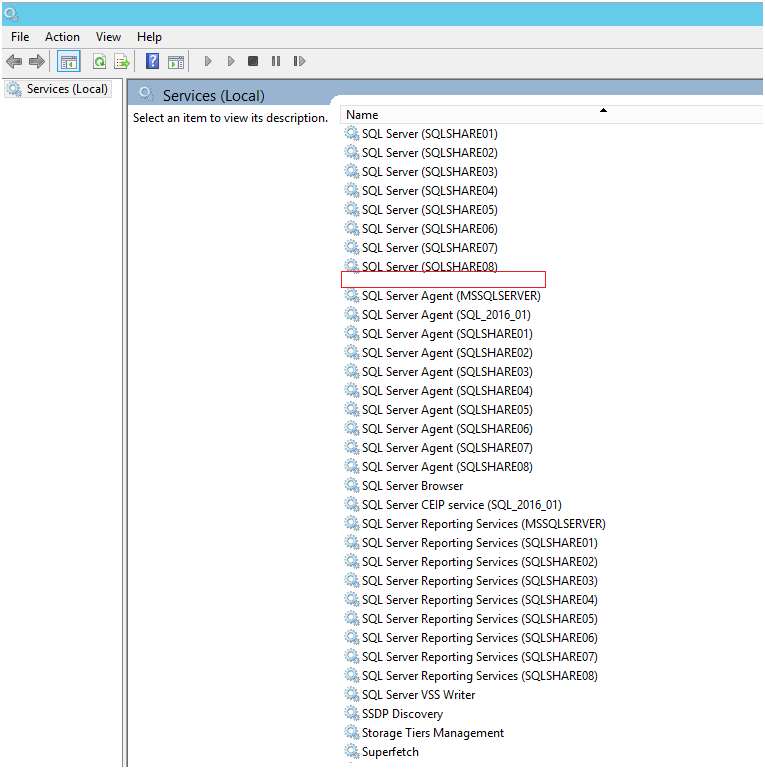 File Action View Help
Services (Local)
Services (Local)
Select an item to view its description.
Name
SQL Server (SQLSHARE01)
SQL Server (SQLSHARE02)
SQL Server (SQLSHARE03)
SQL Server (SQLSHARE04)
SQL Server (SQLSHARE05)
SQL Server (SQLSHARE06)
SQL Server (SQLSHARE07)
SQL Server (SQLSHARE08)
SQL Server Agent (MSSQLSERVER)
SQL Server Agent (SQL_2016_01)
SQL Server Agent (SQLSHARE01)
SQL Server Agent (SQLSHARE02)
SQL Server Agent (SQLSHARE03)
SQL Server Agent (SQLSHARE04)
SQL Server Agent (SQLSHARE05)
SQL Server Agent (SQLSHARE06)
SQL Server Agent (SQLSHARE07)
SQL Server Agent (SQLSHARE08)
SQL Server Browser
SQL Server CEIP service (SQL_2016_01)
SQL Server Reporting Services (MSSQLSERVER)
SQL Server Reporting Services (SQLSHARE01)
SQL Server Reporting Services (SQLSHARE02)
SQL Server Reporting Services (SQLSHARE03)
SQL Server Reporting Services (SQLSHARE04)
SQL Server Reporting Services (SQLSHARE05)
SQL Server Reporting Services (SQLSHARE06)
SQL Server Reporting Services (SQLSHARE07)
SQL Server Reporting Services (SQLSHARE08)
SQL Server VSS Writer
SSDP Discovery
Storage Tiers Management
Superfetch